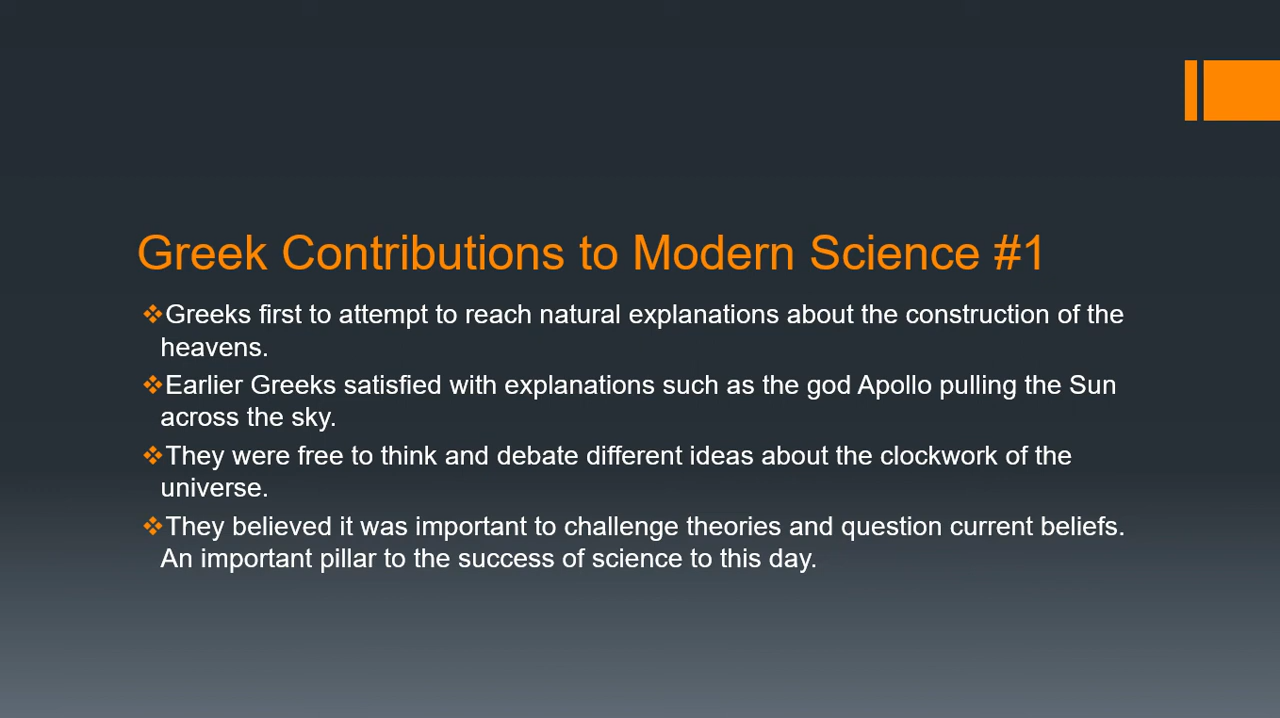 Greek Contributions to Modern Science #1
❖Greeks first to attempt to reach natural explanations about the construction of the
heavens.
❖Earlier Greeks satisfied with explanations such as the god Apollo pulling the Sun
across the sky.
❖They were free to think and debate different ideas about the clockwork of the
universe.
❖They believed it was important to challenge theories and question current beliefs.
An important pillar to the success of science to this day.